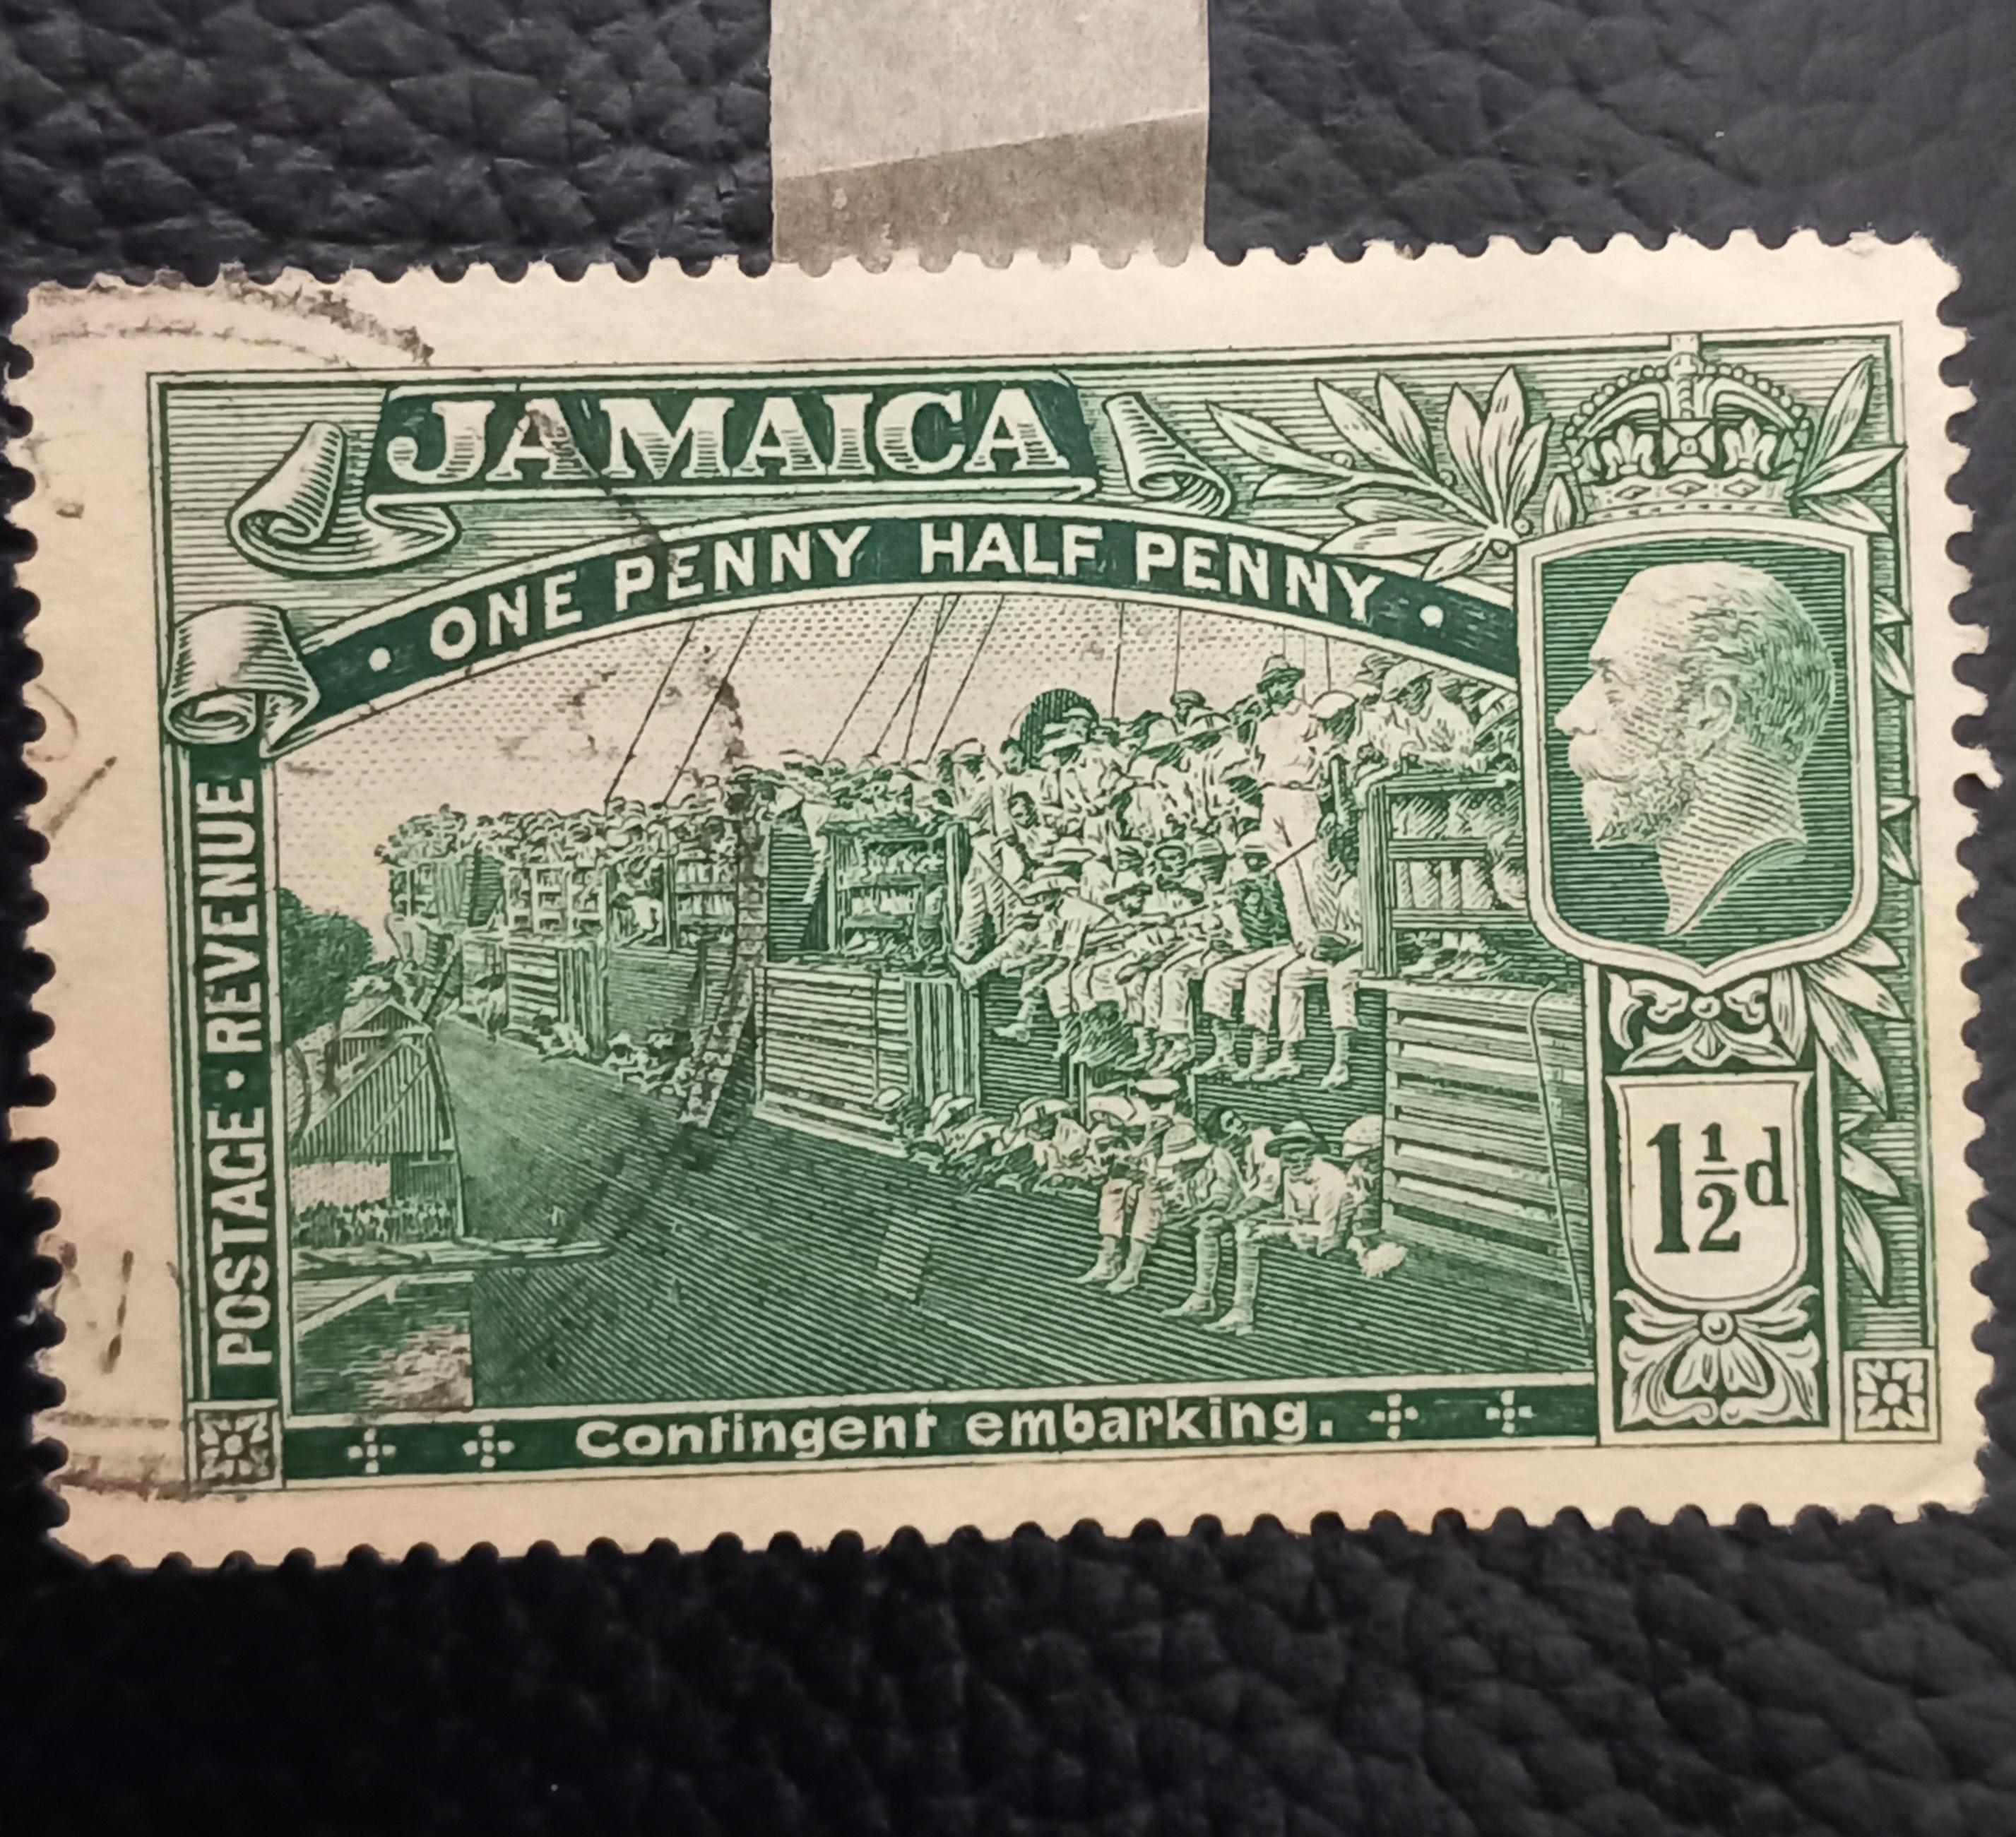 JAMAICA
· ONE PENNY HALF PENNY ·
POSTAGE · REVENUE
1½d
Contingent embarking.